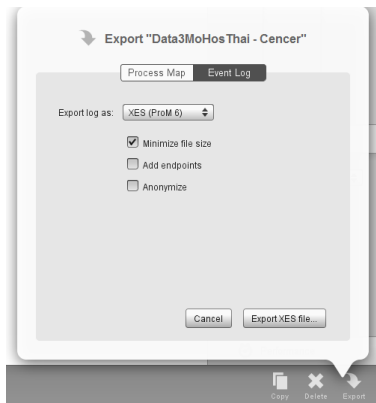 Export "Data3MoHosThai - Cencer"
Process Map Event Log
Export log as: XES (ProM 6)
Minimize file size
Add endpoints
Anonymize
Cancel Export XES file...
Copy Delete Export